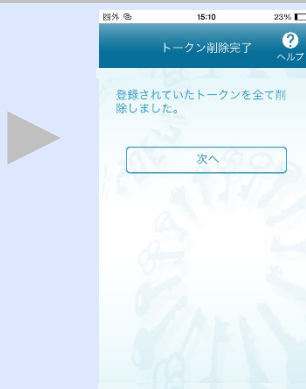 圏外 15:10 23%
トークン削除完了 ?
ヘルプ
登録されていたトークンを全て削
除しました。
次へ